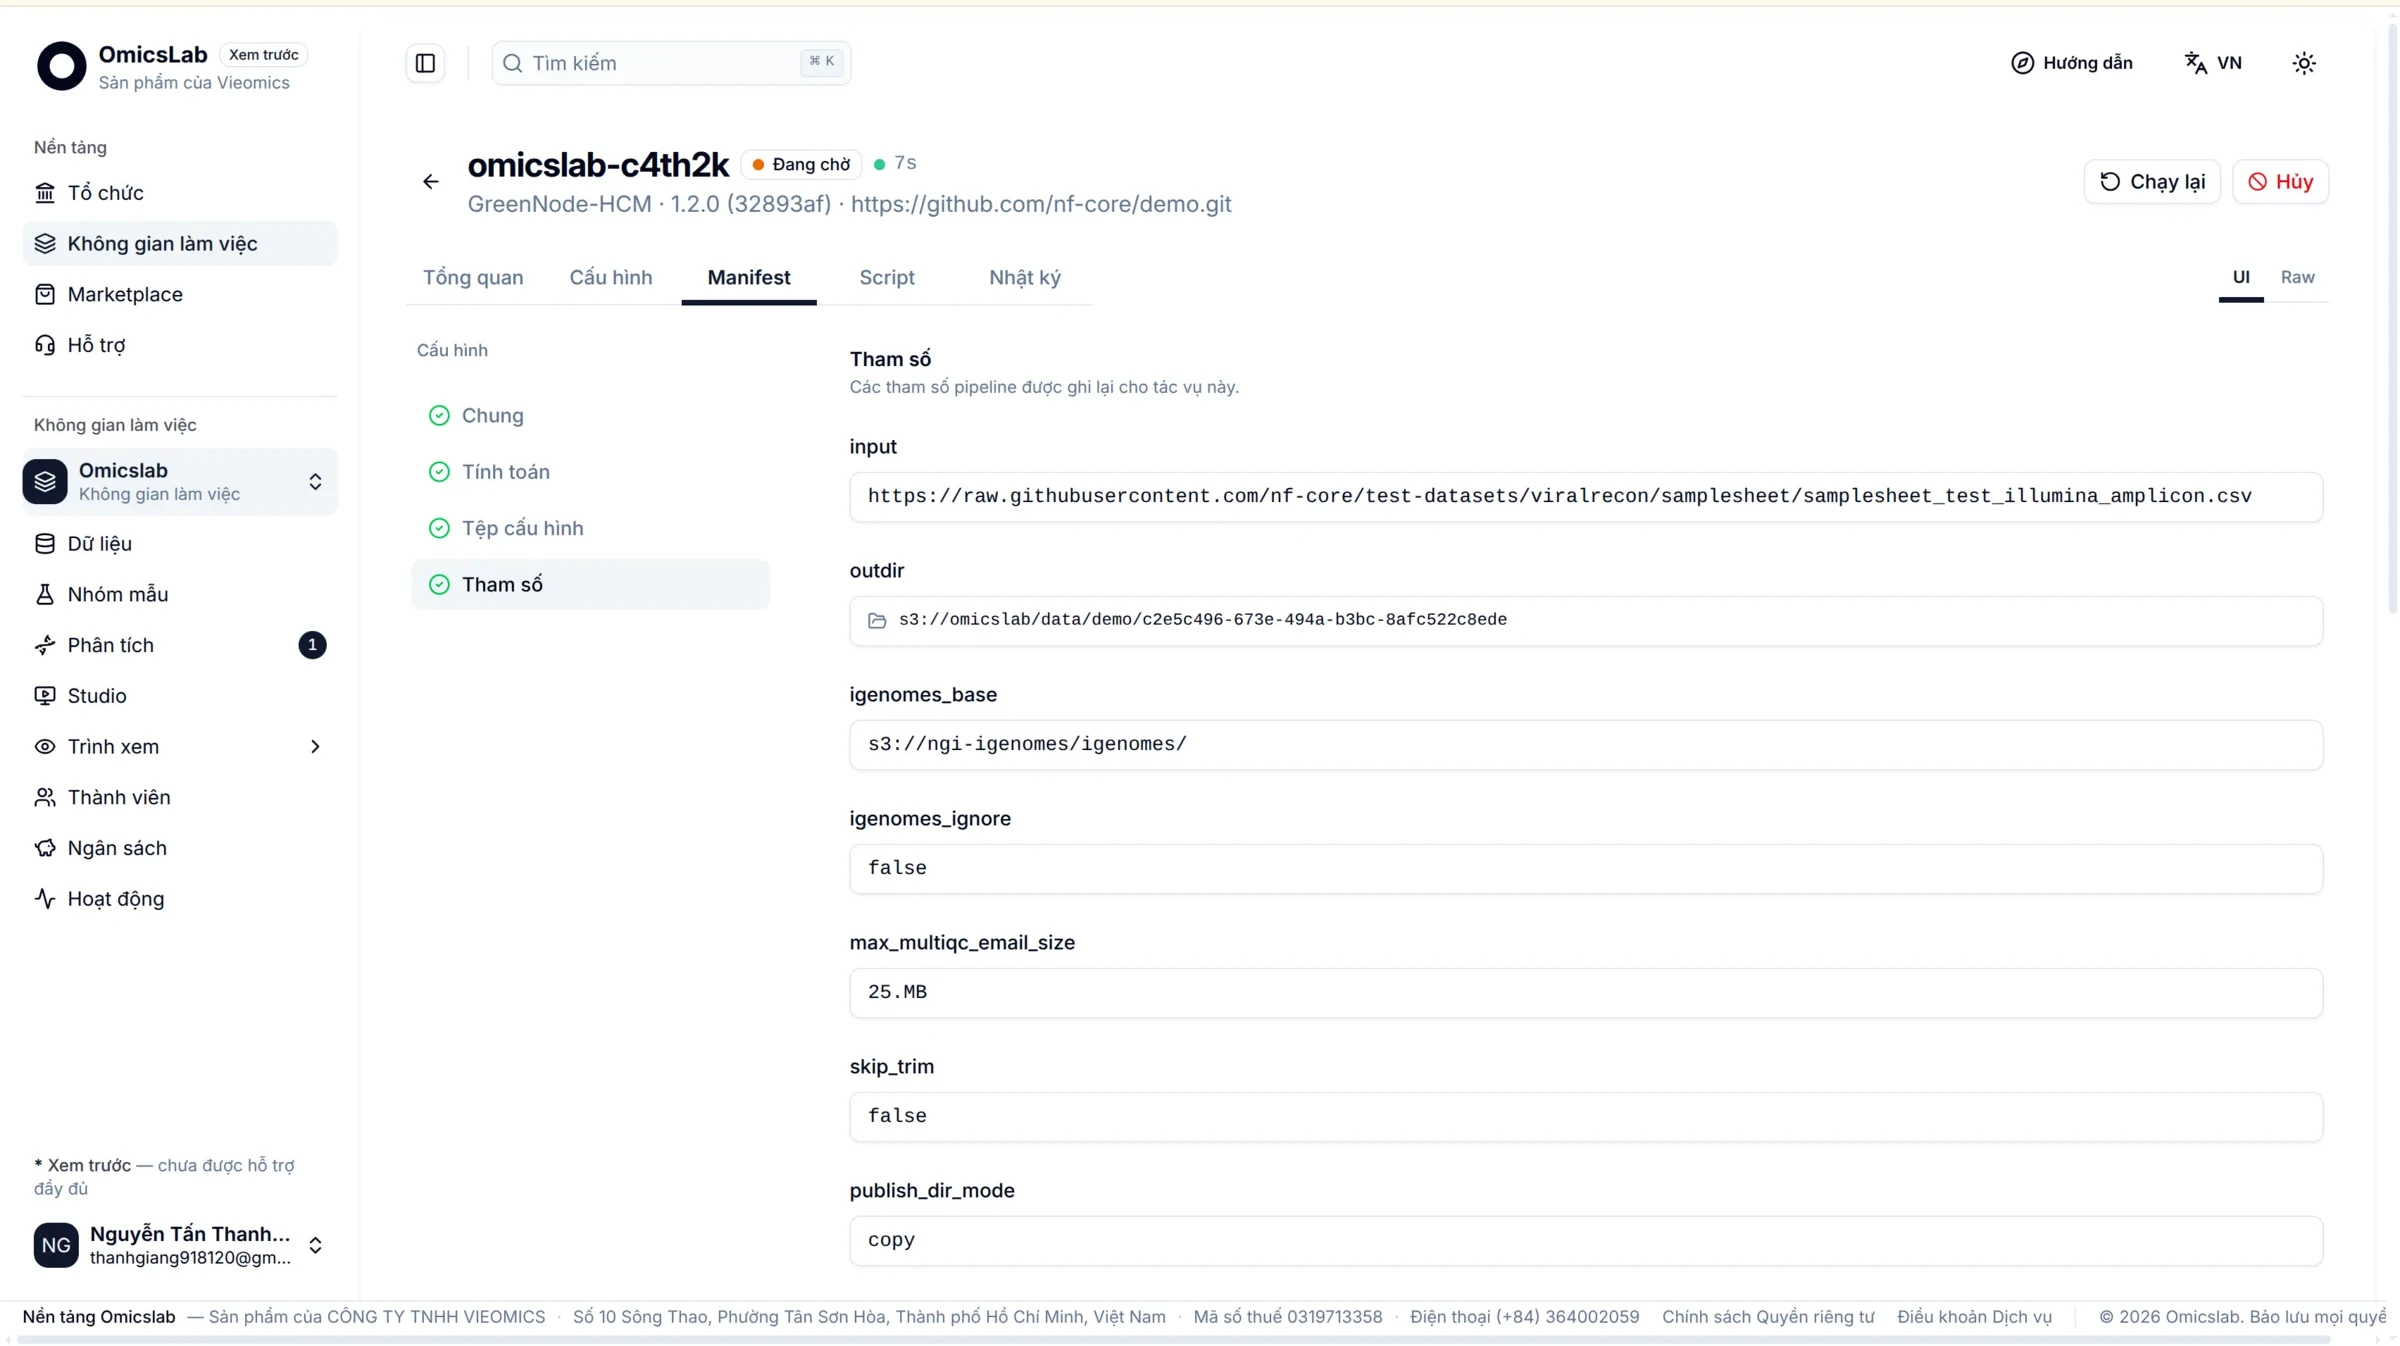 OmicsLab Xem trước
Sản phẩm của Vieomics
Tìm kiếm ⌘ K
Hướng dẫn
VN
Nền tảng
Tổ chức
Không gian làm việc
Marketplace
Hỗ trợ
Không gian làm việc
Omicslab
Không gian làm việc
Dữ liệu
Nhóm mẫu
Phân tích 1
Studio
Trình xem
Thành viên
Ngân sách
Hoạt động
* Xem trước — chưa được hỗ trợ
đầy đủ
NG
Nguyễn Tấn Thanh...
thanhgiang918120@gm...
omicslab-c4th2k Đang chờ 7s
GreenNode-HCM · 1.2.0 (32893af) · https://github.com/nf-core/demo.git
Chạy lại
Hủy
Tổng quan Cấu hình Manifest Script Nhật ký
UI Raw
Cấu hình
Chung
Tính toán
Tệp cấu hình
Tham số
Tham số
Các tham số pipeline được ghi lại cho tác vụ này.
input
https://raw.githubusercontent.com/nf-core/test-datasets/viralrecon/samplesheet/samplesheet_test_illumina_amplicon.csv
outdir
s3://omicslab/data/demo/c2e5c496-673e-494a-b3bc-8afc522c8ede
igenomes_base
s3://ngi-igenomes/igenomes/
igenomes_ignore
false
max_multiqc_email_size
25.MB
skip_trim
false
publish_dir_mode
copy
Nền tảng Omicslab — Sản phẩm của CÔNG TY TNHH VIEOMICS · Số 10 Sông Thao, Phường Tân Sơn Hòa, Thành phố Hồ Chí Minh, Việt Nam · Mã số thuế 0319713358 · Điện thoại (+84) 364002059 Chính sách Quyền riêng tư Điều khoản Dịch vụ © 2026 Omicslab. Bảo lưu mọi quyề